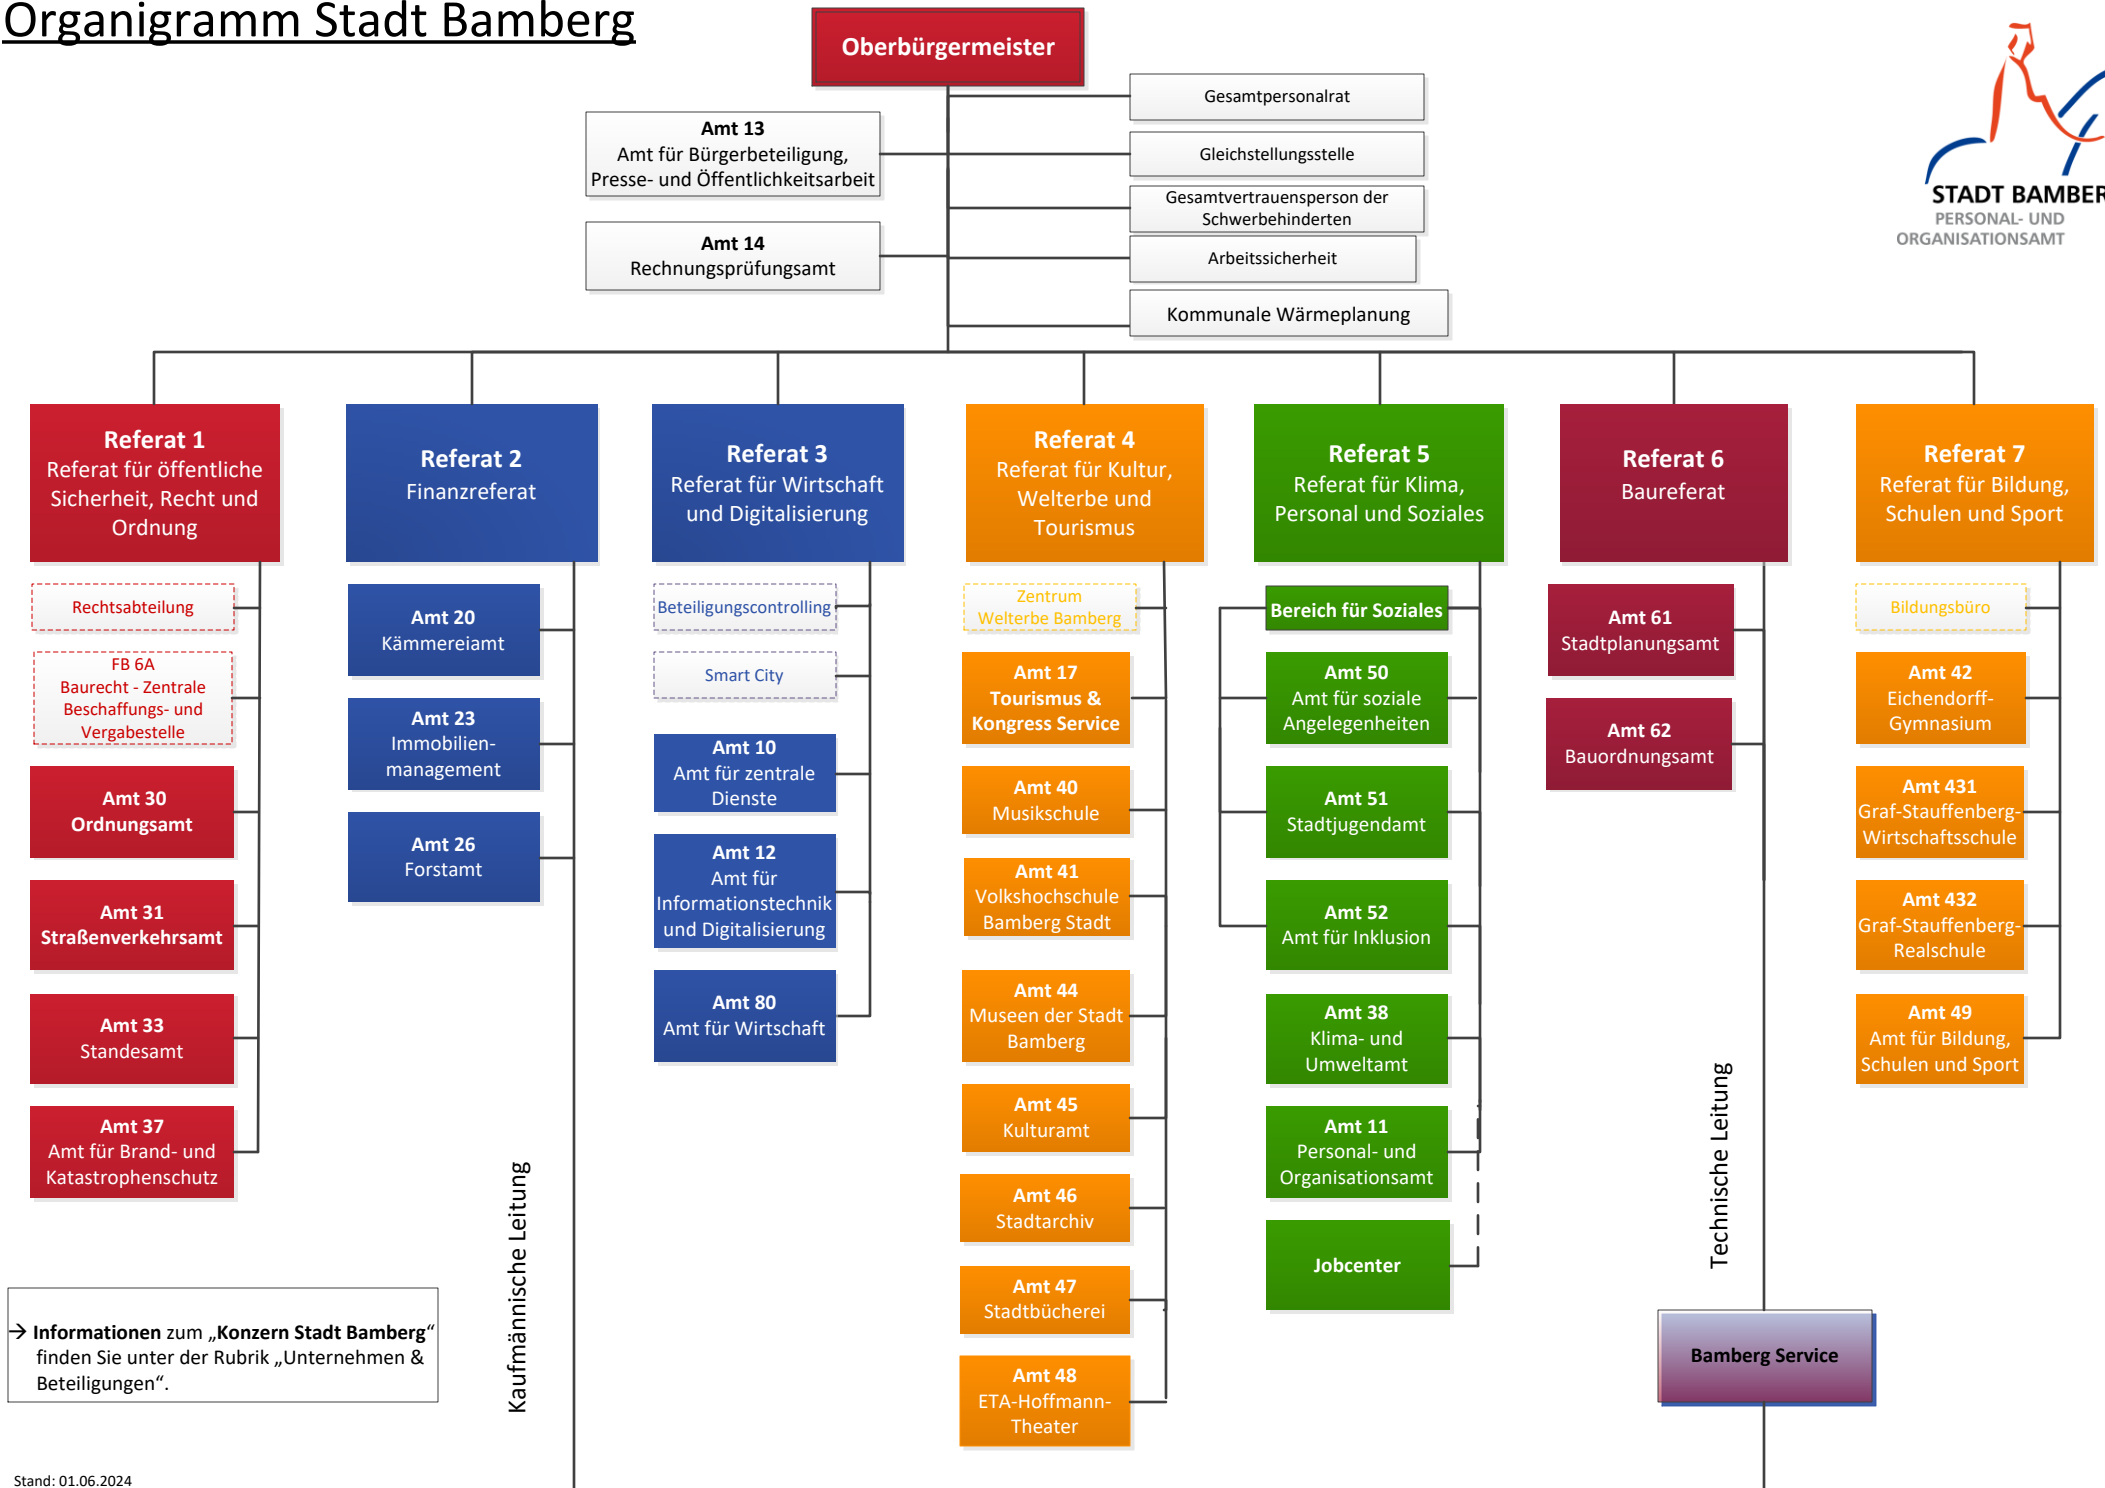 Organigramm Stadt Bamberg
Oberbürgermeister
Gesamtpersonalrat
Amt 13
Amt für Bürgerbeteiligung,
Presse- und Öffentlichkeitsarbeit
Gleichstellungsstelle
Gesamtvertrauensperson der
Schwerbehinderten
Amt 14
Rechnungsprüfungsamt
Arbeitssicherheit
Kommunale Wärmeplanung
STADT BAMBER
PERSONAL- UND
ORGANISATIONSAMT
Referat 1
Referat für öffentliche
Sicherheit, Recht und
Ordnung
Rechtsabteilung
FB 6A
Baurecht - Zentrale
Beschaffungs- und
Vergabestelle
Amt 30
Ordnungsamt
Amt 31
Straßenverkehrsamt
Amt 33
Standesamt
Amt 37
Amt für Brand- und
Katastrophenschutz
Referat 2
Finanzreferat
Amt 20
Kämmereiamt
Amt 23
Immobilien-
management
Amt 26
Forstamt
Kaufmännische Leitung
Referat 3
Referat für Wirtschaft
und Digitalisierung
Beteiligungscontrolling
Smart City
Amt 10
Amt für zentrale
Dienste
Amt 12
Amt für
Informationstechnik
und Digitalisierung
Amt 80
Amt für Wirtschaft
Referat 4
Referat für Kultur,
Welterbe und
Tourismus
Zentrum
Welterbe Bamberg
Amt 17
Tourismus &
Kongress Service
Amt 40
Musikschule
Amt 41
Volkshochschule
Bamberg Stadt
Amt 44
Museen der Stadt
Bamberg
Amt 45
Kulturamt
Amt 46
Stadtarchiv
Amt 47
Stadtbücherei
Amt 48
ETA-Hoffmann-
Theater
Referat 5
Referat für Klima,
Personal und Soziales
Bereich für Soziales
Amt 50
Amt für soziale
Angelegenheiten
Amt 51
Stadtjugendamt
Amt 52
Amt für Inklusion
Amt 38
Klima- und
Umweltamt
Amt 11
Personal- und
Organisationsamt
Jobcenter
Referat 6
Baureferat
Amt 61
Stadtplanungsamt
Amt 62
Bauordnungsamt
Technische Leitung
Bamberg Service
Referat 7
Referat für Bildung,
Schulen und Sport
Bildungsbüro
Amt 42
Eichendorff-
Gymnasium
Amt 431
Graf-Stauffenberg-
Wirtschaftsschule
Amt 432
Graf-Stauffenberg-
Realschule
Amt 49
Amt für Bildung,
Schulen und Sport
→ Informationen zum „Konzern Stadt Bamberg“
finden Sie unter der Rubrik „Unternehmen &
Beteiligungen“.
Stand: 01.06.2024